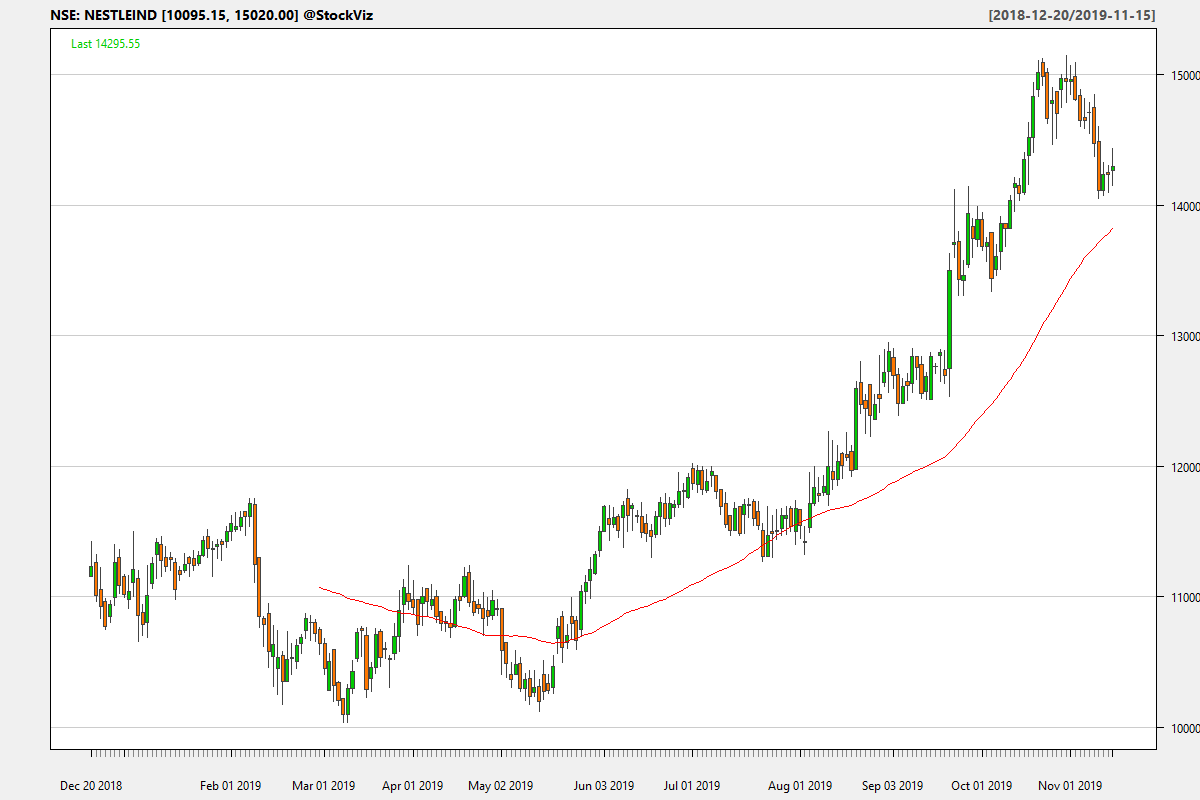 NSE: NESTLEIND [10095.15, 15020.00] @StockViz
[2018-12-20/2019-11-15]
Last 14295.55
15000
14000
13000
12000
11000
10000
Dec 20 2018 Feb 01 2019 Mar 01 2019 Apr 01 2019 May 02 2019 Jun 03 2019 Jul 01 2019 Aug 01 2019 Sep 03 2019 Oct 01 2019 Nov 01 2019